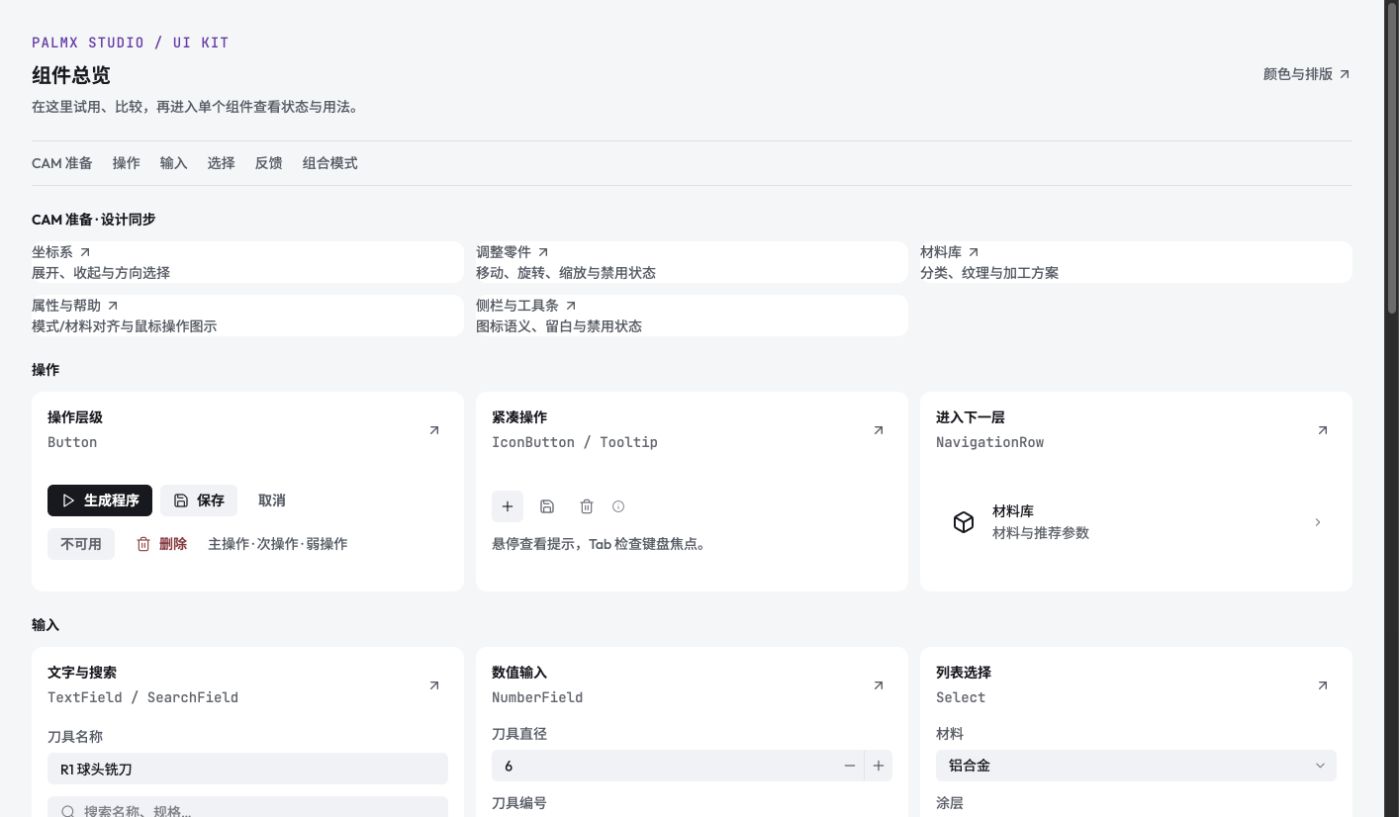 PALMX STUDIO / UI KIT
组件总览
颜色与排版
在这里试用、比较，再进入单个组件查看状态与用法。
CAM 准备 操作 输入 选择 反馈 组合模式
CAM 准备·设计同步
坐标系
展开、收起与方向选择
调整零件
移动、旋转、缩放与禁用状态
材料库
分类、纹理与加工方案
属性与帮助
模式/材料对齐与鼠标操作图示
侧栏与工具条
图标语义、留白与禁用状态
操作
操作层级
Button
生成程序 保存 取消
不可用 删除 主操作·次操作·弱操作
紧凑操作
IconButton / Tooltip
悬停查看提示，Tab 检查键盘焦点。
进入下一层
NavigationRow
材料库
材料与推荐参数
输入
文字与搜索
TextField / SearchField
刀具名称
R1 球头铣刀
搜索名称、规格...
数值输入
NumberField
刀具直径
6
刀具编号
列表选择
Select
材料
铝合金
涂层